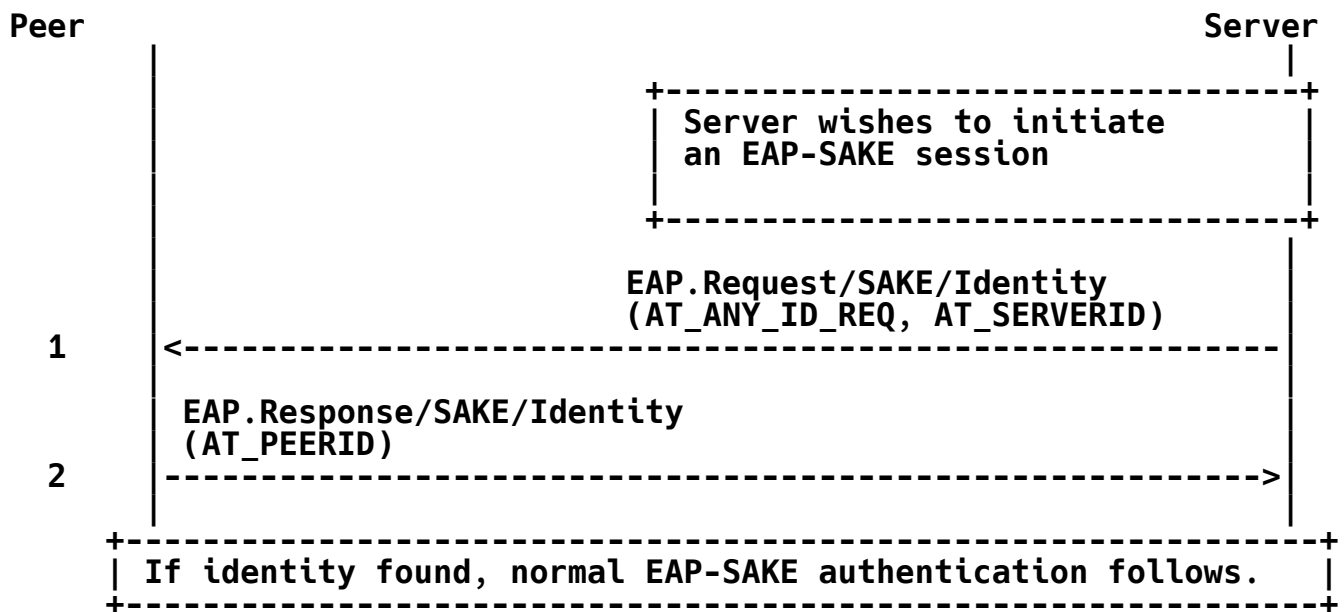 Peer Server
Server wishes to initiate
an EAP-SAKE session
EAP.Request/SAKE/Identity
(AT_ANY_ID_REQ, AT_SERVERID)
1
EAP.Response/SAKE/Identity
(AT_PEERID)
2
If identity found, normal EAP-SAKE authentication follows.